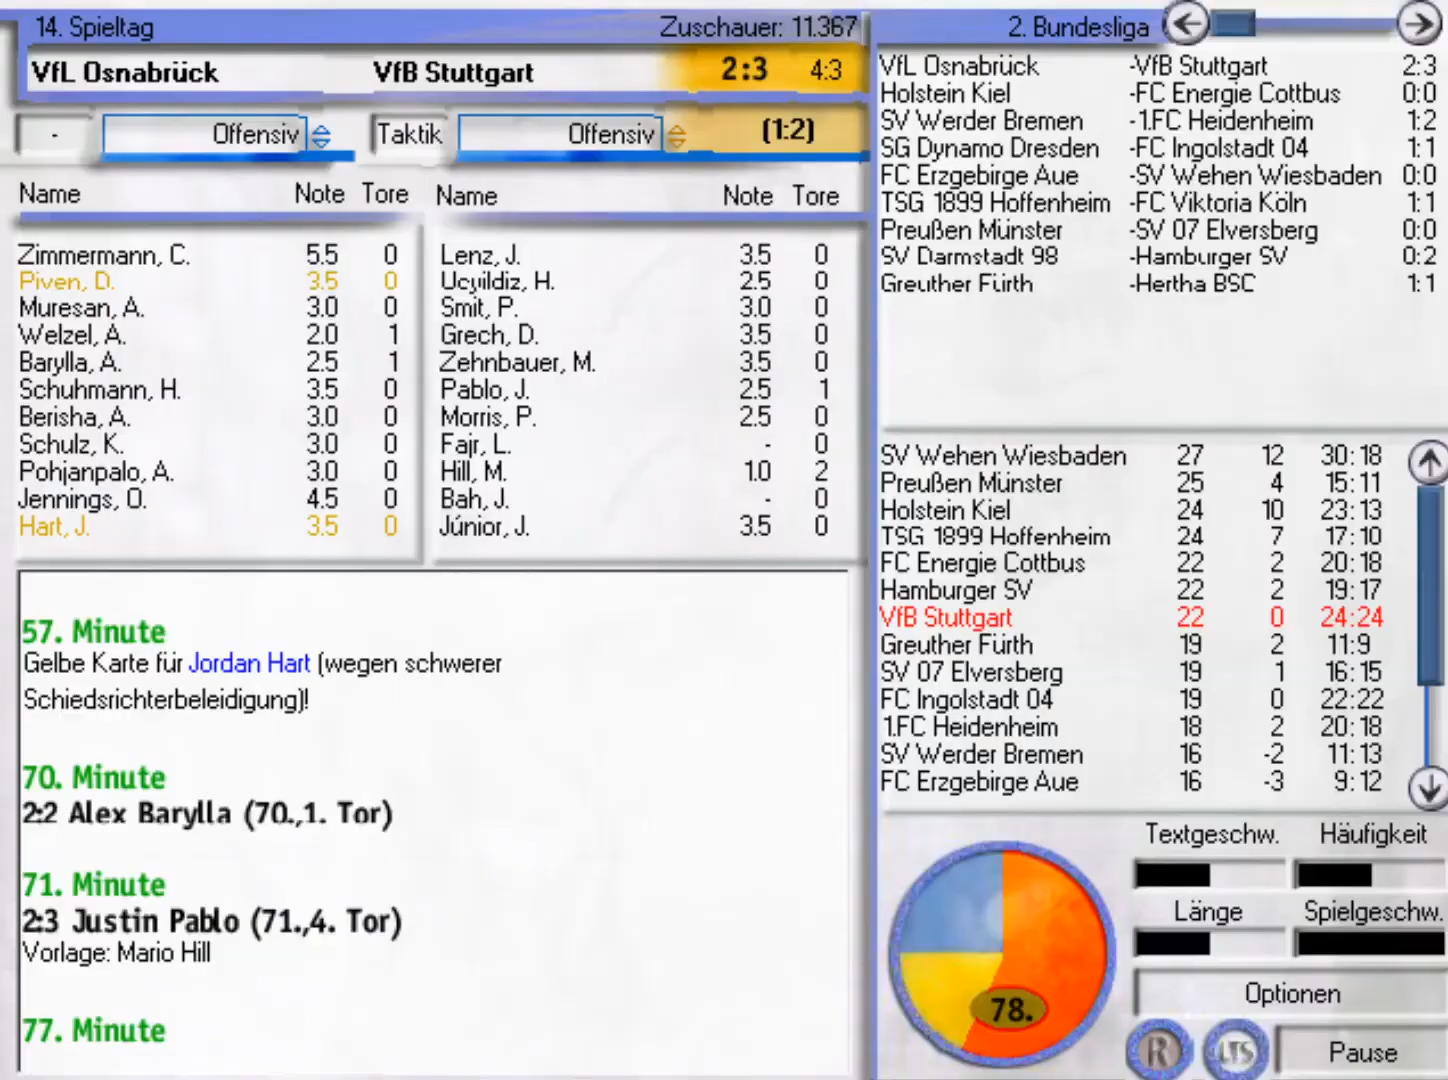 14. Spieltag Zuschauer: 11.367
VfL Osnabrück VfB Stuttgart 2:3 4:3
- Offensiv Taktik Offensiv (1:2)
Name Note Tore Name Note Tore
Zimmermann, C. 5.5 0 Lenz, J. 3.5 0
Piven, D. 3.5 0 Ucyildiz, H. 2.5 0
Muresan, A. 3.0 0 Smit, P. 3.0 0
Welzel, A. 2.0 1 Grech, D. 3.5 0
Barylla, A. 2.5 1 Zehnbauer, M. 3.5 0
Schuhmann, H. 3.5 0 Pablo, J. 2.5 1
Berisha, A. 3.0 0 Morris, P. 2.5 0
Schulz, K. 3.0 0 Fajr, L. - 0
Pohjanpalo, A. 3.0 0 Hill, M. 1.0 2
Jennings, O. 4.5 0 Bah, J. - 0
Hart, J. 3.5 0 Júnior, J. 3.5 0
57. Minute
Gelbe Karte für Jordan Hart (wegen schwerer
Schiedsrichterbeleidigung)!
70. Minute
2:2 Alex Barylla (70.,1. Tor)
71. Minute
2:3 Justin Pablo (71.,4. Tor)
Vorlage: Mario Hill
77. Minute
2. Bundesliga
VfL Osnabrück -VfB Stuttgart 2:3
Holstein Kiel -FC Energie Cottbus 0:0
SV Werder Bremen -1.FC Heidenheim 1:2
SG Dynamo Dresden -FC Ingolstadt 04 1:1
FC Erzgebirge Aue -SV Wehen Wiesbaden 0:0
TSG 1899 Hoffenheim -FC Viktoria Köln 1:1
Preußen Münster -SV 07 Elversberg 0:0
SV Darmstadt 98 -Hamburger SV 0:2
Greuther Fürth -Hertha BSC 1:1
SV Wehen Wiesbaden 27 12 30:18
Preußen Münster 25 4 15:11
Holstein Kiel 24 10 23:13
TSG 1899 Hoffenheim 24 7 17:10
FC Energie Cottbus 22 2 20:18
Hamburger SV 22 2 19:17
VfB Stuttgart 22 0 24:24
Greuther Fürth 19 2 11:9
SV 07 Elversberg 19 1 16:15
FC Ingolstadt 04 19 0 22:22
1.FC Heidenheim 18 2 20:18
SV Werder Bremen 16 -2 11:13
FC Erzgebirge Aue 16 -3 9:12
Textgeschw. Häufigkeit
Länge Spielgeschw.
78.
Optionen
R LTS Pause